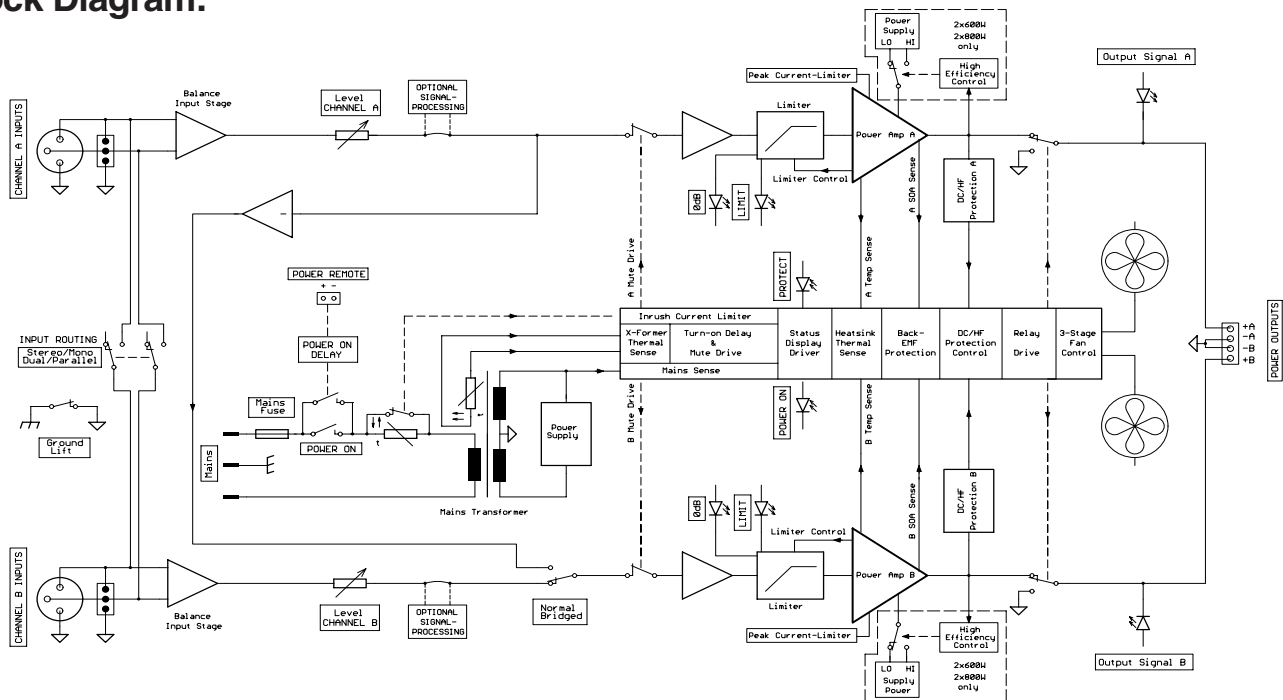 ock Diagram:
CHANNEL A INPUTS
Balance
Input Stage
Level
CHANNEL A
OPTIONAL
SIGNAL-
PROCESSING
Peak Current-Limiter
Limiter
Power Amp A
Limiter Control
0dB
LIMIT
Power
Supply
LO HI
2x600W
2x800W
only
High
Efficiency
Control
Output Signal A
A SOA Sense
DC/HF
Protection A
A Mute Drive
PROTECT
A Temp Sense
POWER REMOTE
+ -
POWER ON
DELAY
INPUT ROUTING
Stereo/Mono
Dual/Parallel
Ground
Lift
Mains
Fuse
POWER ON
t
t
Mains
Mains Transformer
Power
Supply
Inrush Current Limiter
X-Former
Thermal
Sense
Turn-on Delay
&
Mute Drive
Mains Sense
Status
Display
Driver
Heatsink
Thermal
Sense
Back-
EMF
Protection
DC/HF
Protection
Control
Relay
Drive
3-Stage
Fan
Control
+A
-A
-B
+B
POWER OUTPUTS
B Mute Drive
POWER ON
B Temp Sense
B SOA Sense
DC/HF
Protection B
0dB
LIMIT
Limiter Control
CHANNEL B INPUTS
Balance
Input Stage
Level
CHANNEL B
OPTIONAL
SIGNAL-
PROCESSING
Normal
Bridged
Limiter
Power Amp B
Peak Current-Limiter
High
Efficiency
Control
LO HI
Supply
Power
2x600W
2x800W
only
Output Signal B